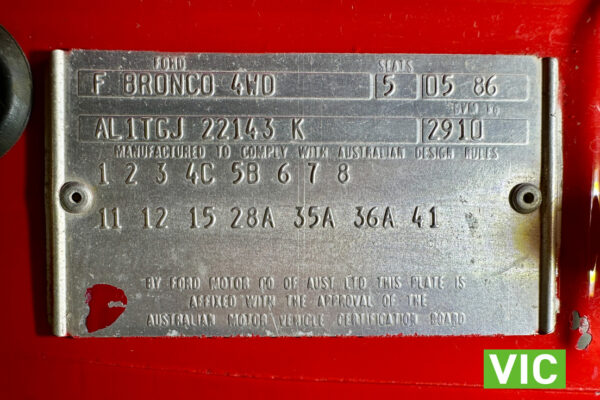 FORD SEATS
F BRONCO 4WD 5 05 86
GVM kg
AL1TGJ 22143 K 2910
MANUFACTURED TO COMPLY WITH AUSTRALIAN DESIGN RULES
1 2 3 4C 5B 6 7 8
11 12 15 28A 35A 36A 41
BY FORD MOTOR CO OF AUST LTD THIS PLATE IS
AFFIXED WITH THE APPROVAL OF THE
AUSTRALIAN MOTOR VEHICLE CERTIFICATION BOARD
VIC